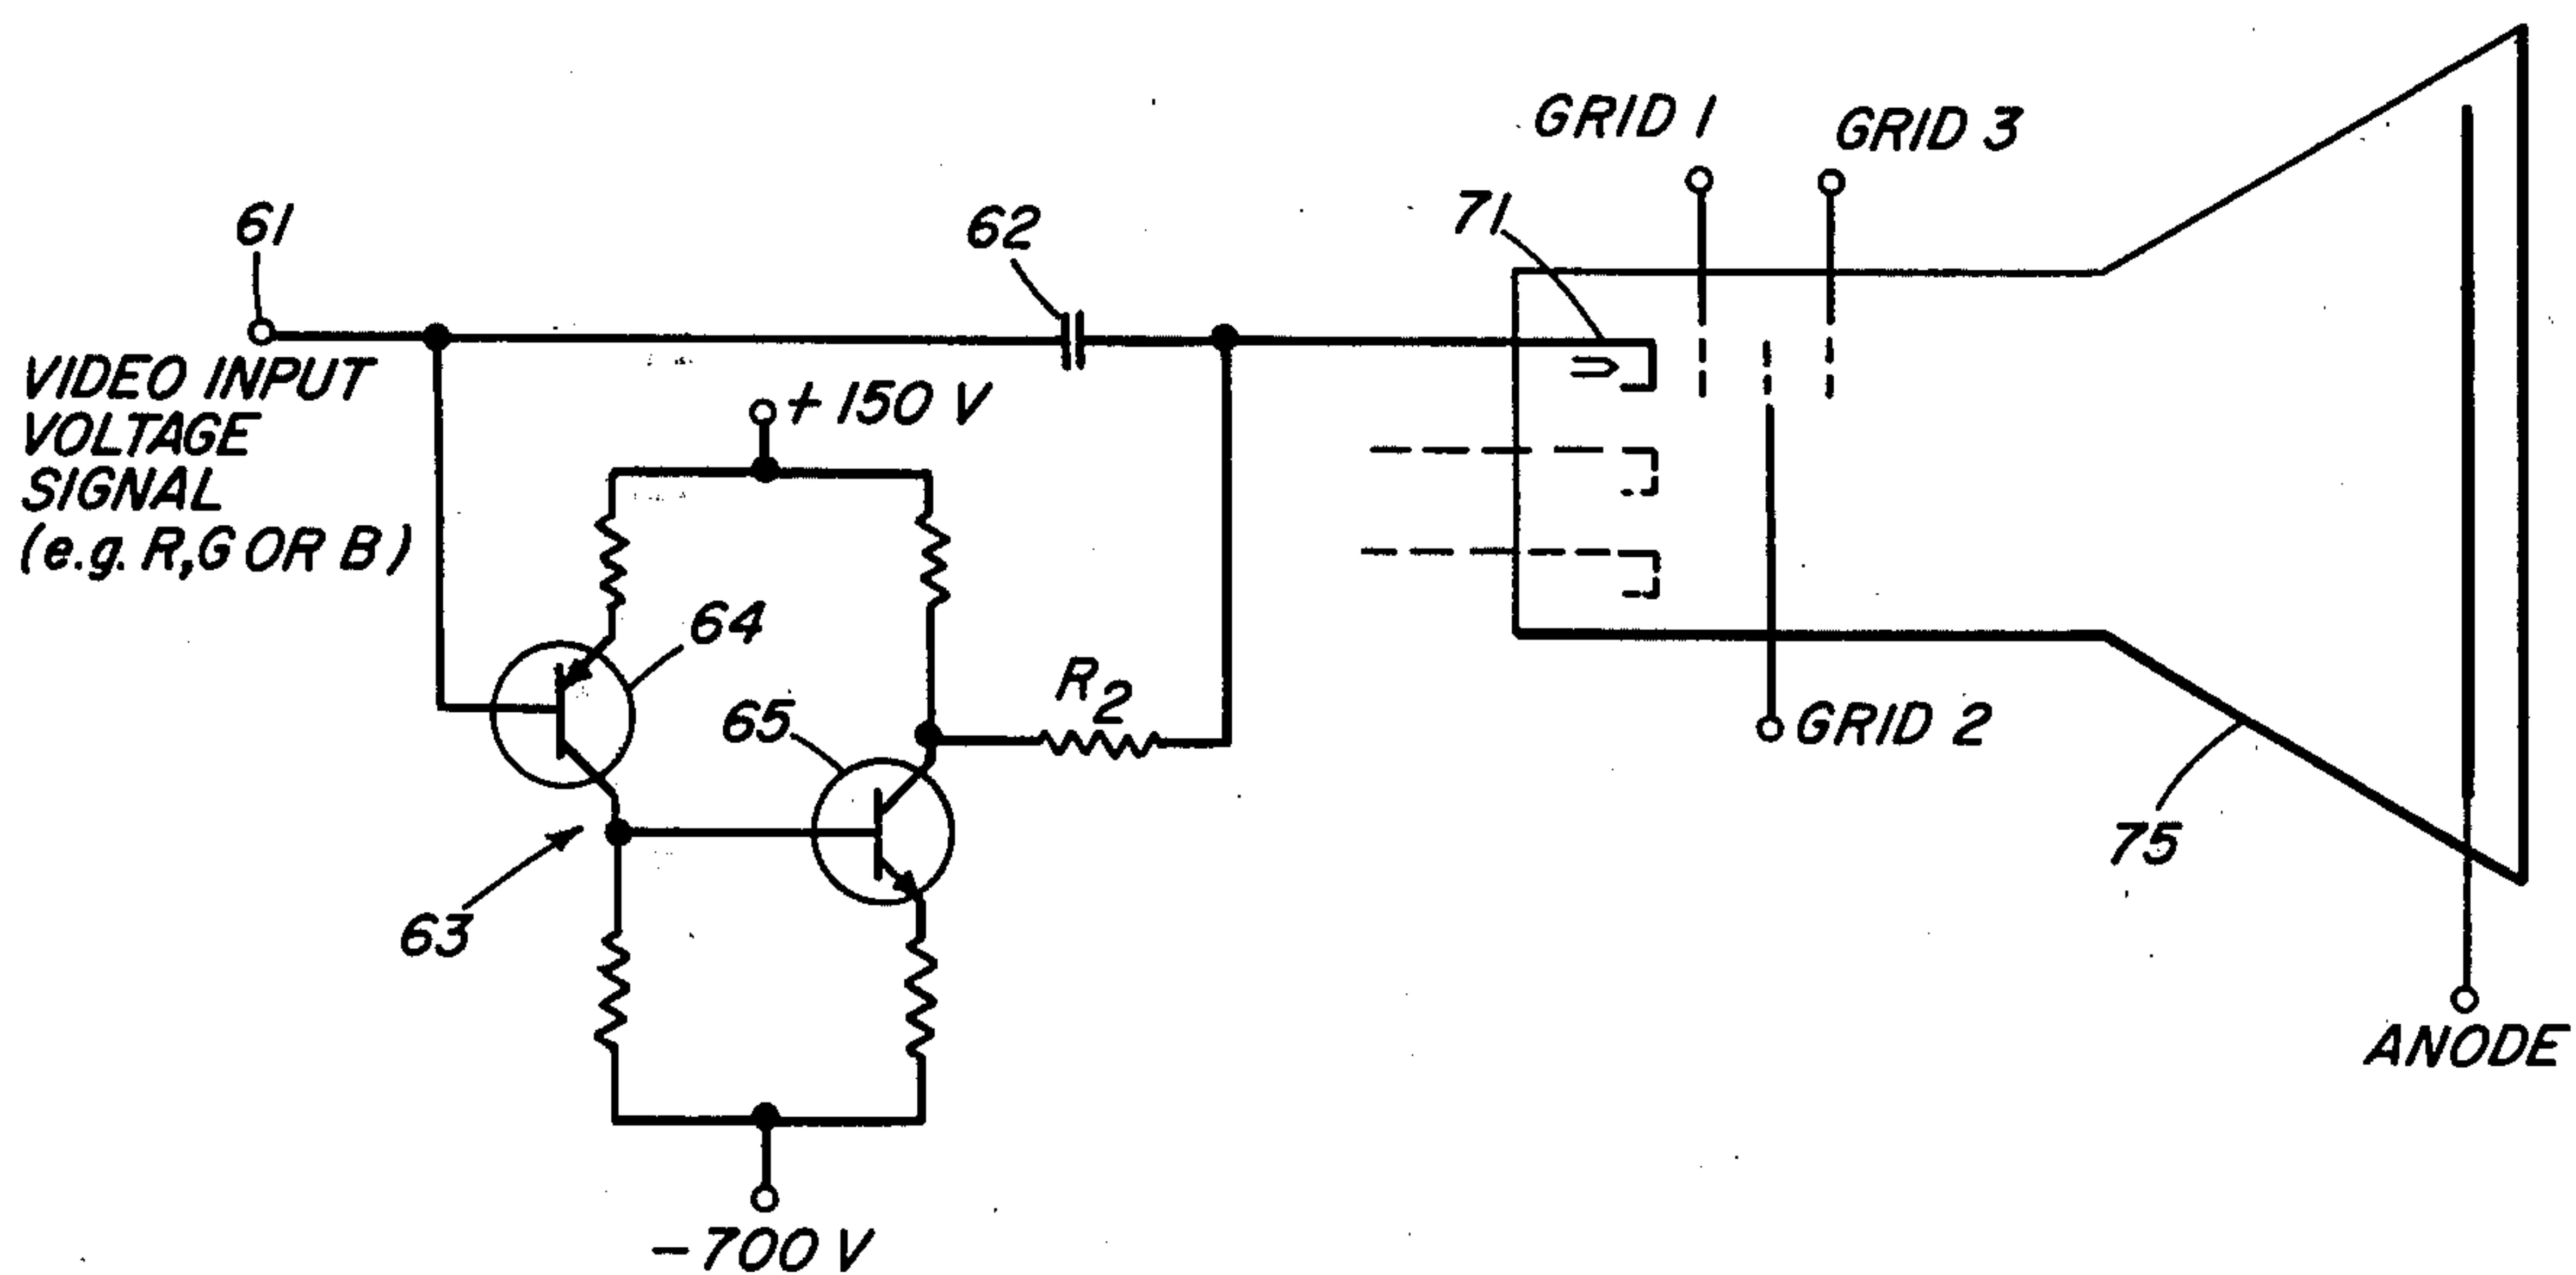 GRID 1
GRID 3
61
62
71
VIDEO INPUT
VOLTAGE
SIGNAL
(e.g. R,G OR B)
+150 V
64
65
R2
GRID 2
75
63
ANODE
-700 V